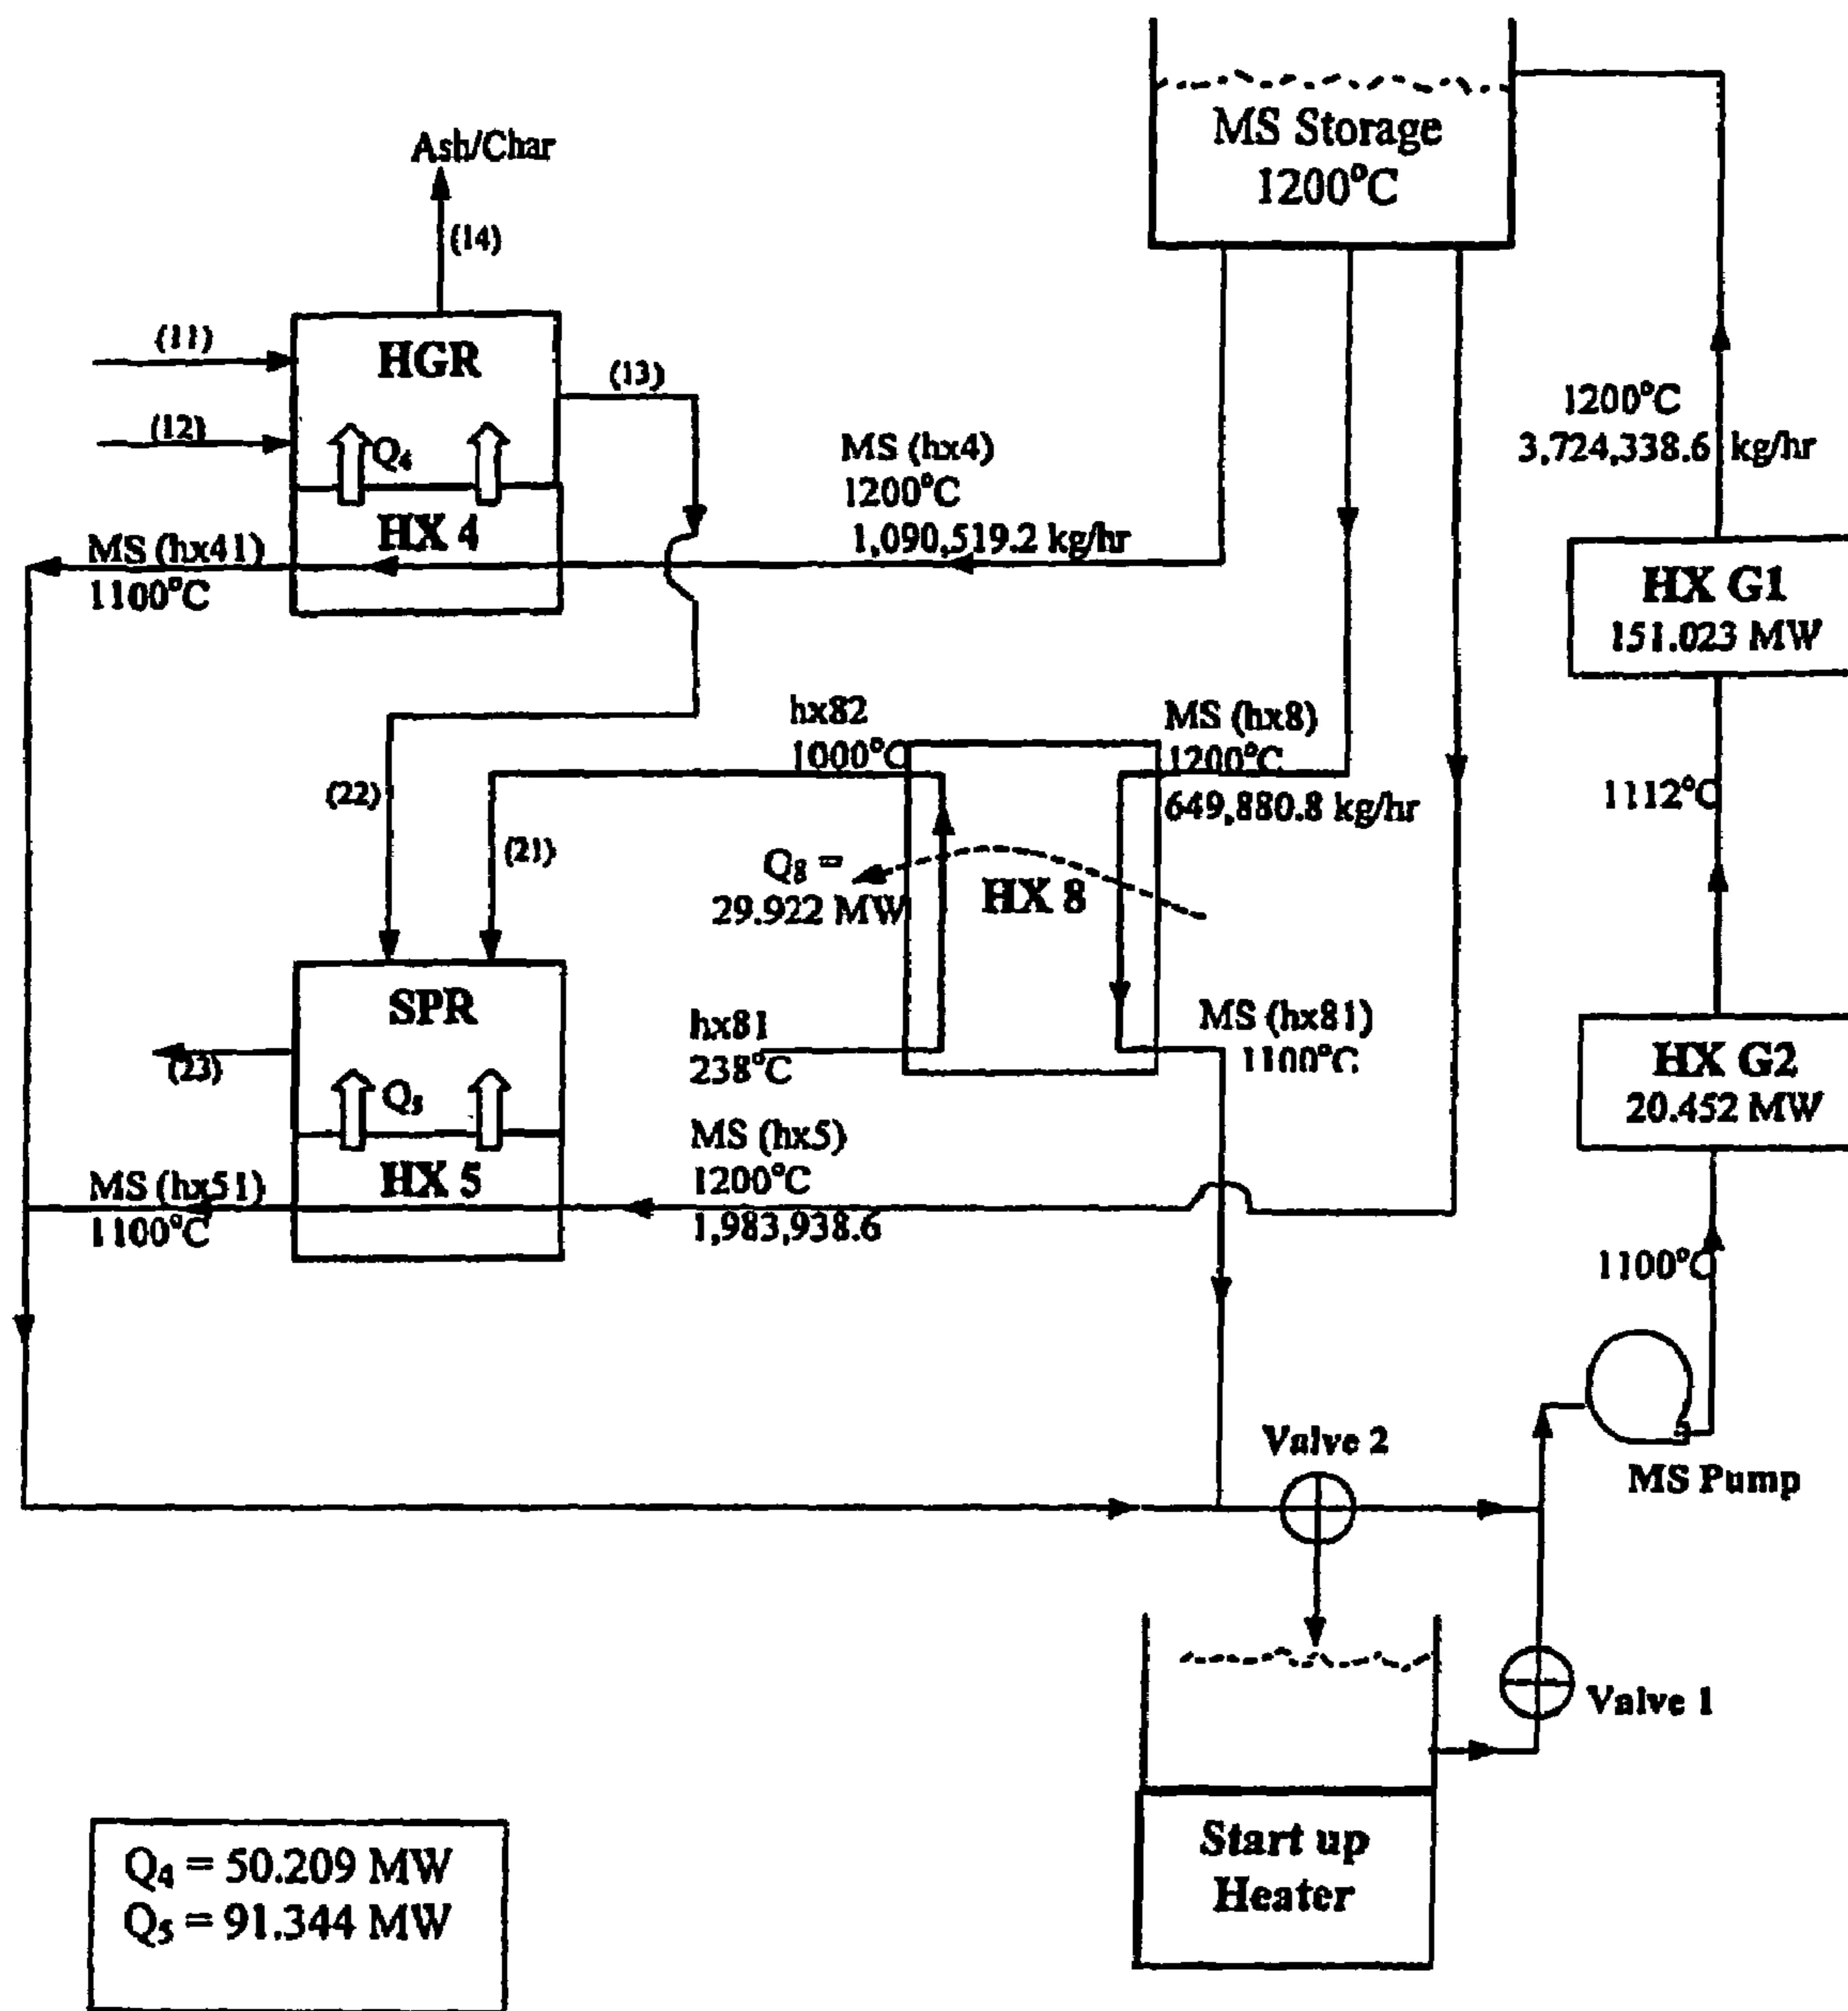 MS Storage
1200°C
Ash/Char
(14)
(11)
HGR
(13)
(12)
Q4
HX 4
MS (hx4)
1200°C
1,090,519.2 kg/hr
MS (hx41)
1100°C
1200°C
3,724,338.6 kg/hr
HX G1
151.023 MW
hx82
1000°C
MS (hx8)
1200°C
649,880.8 kg/hr
(22)
(21)
Q8 =
29.922 MW
HX 8
1112°C
SPR
(23)
Q5
HX 5
hx81
238°C
MS (hx81)
1100°C
HX G2
20.452 MW
MS (hx5)
1200°C
1,983,938.6
MS (hx51)
1100°C
1100°C
Valve 2
MS Pump
Valve 1
Start up
Heater
Q4 = 50.209 MW
Q5 = 91.344 MW